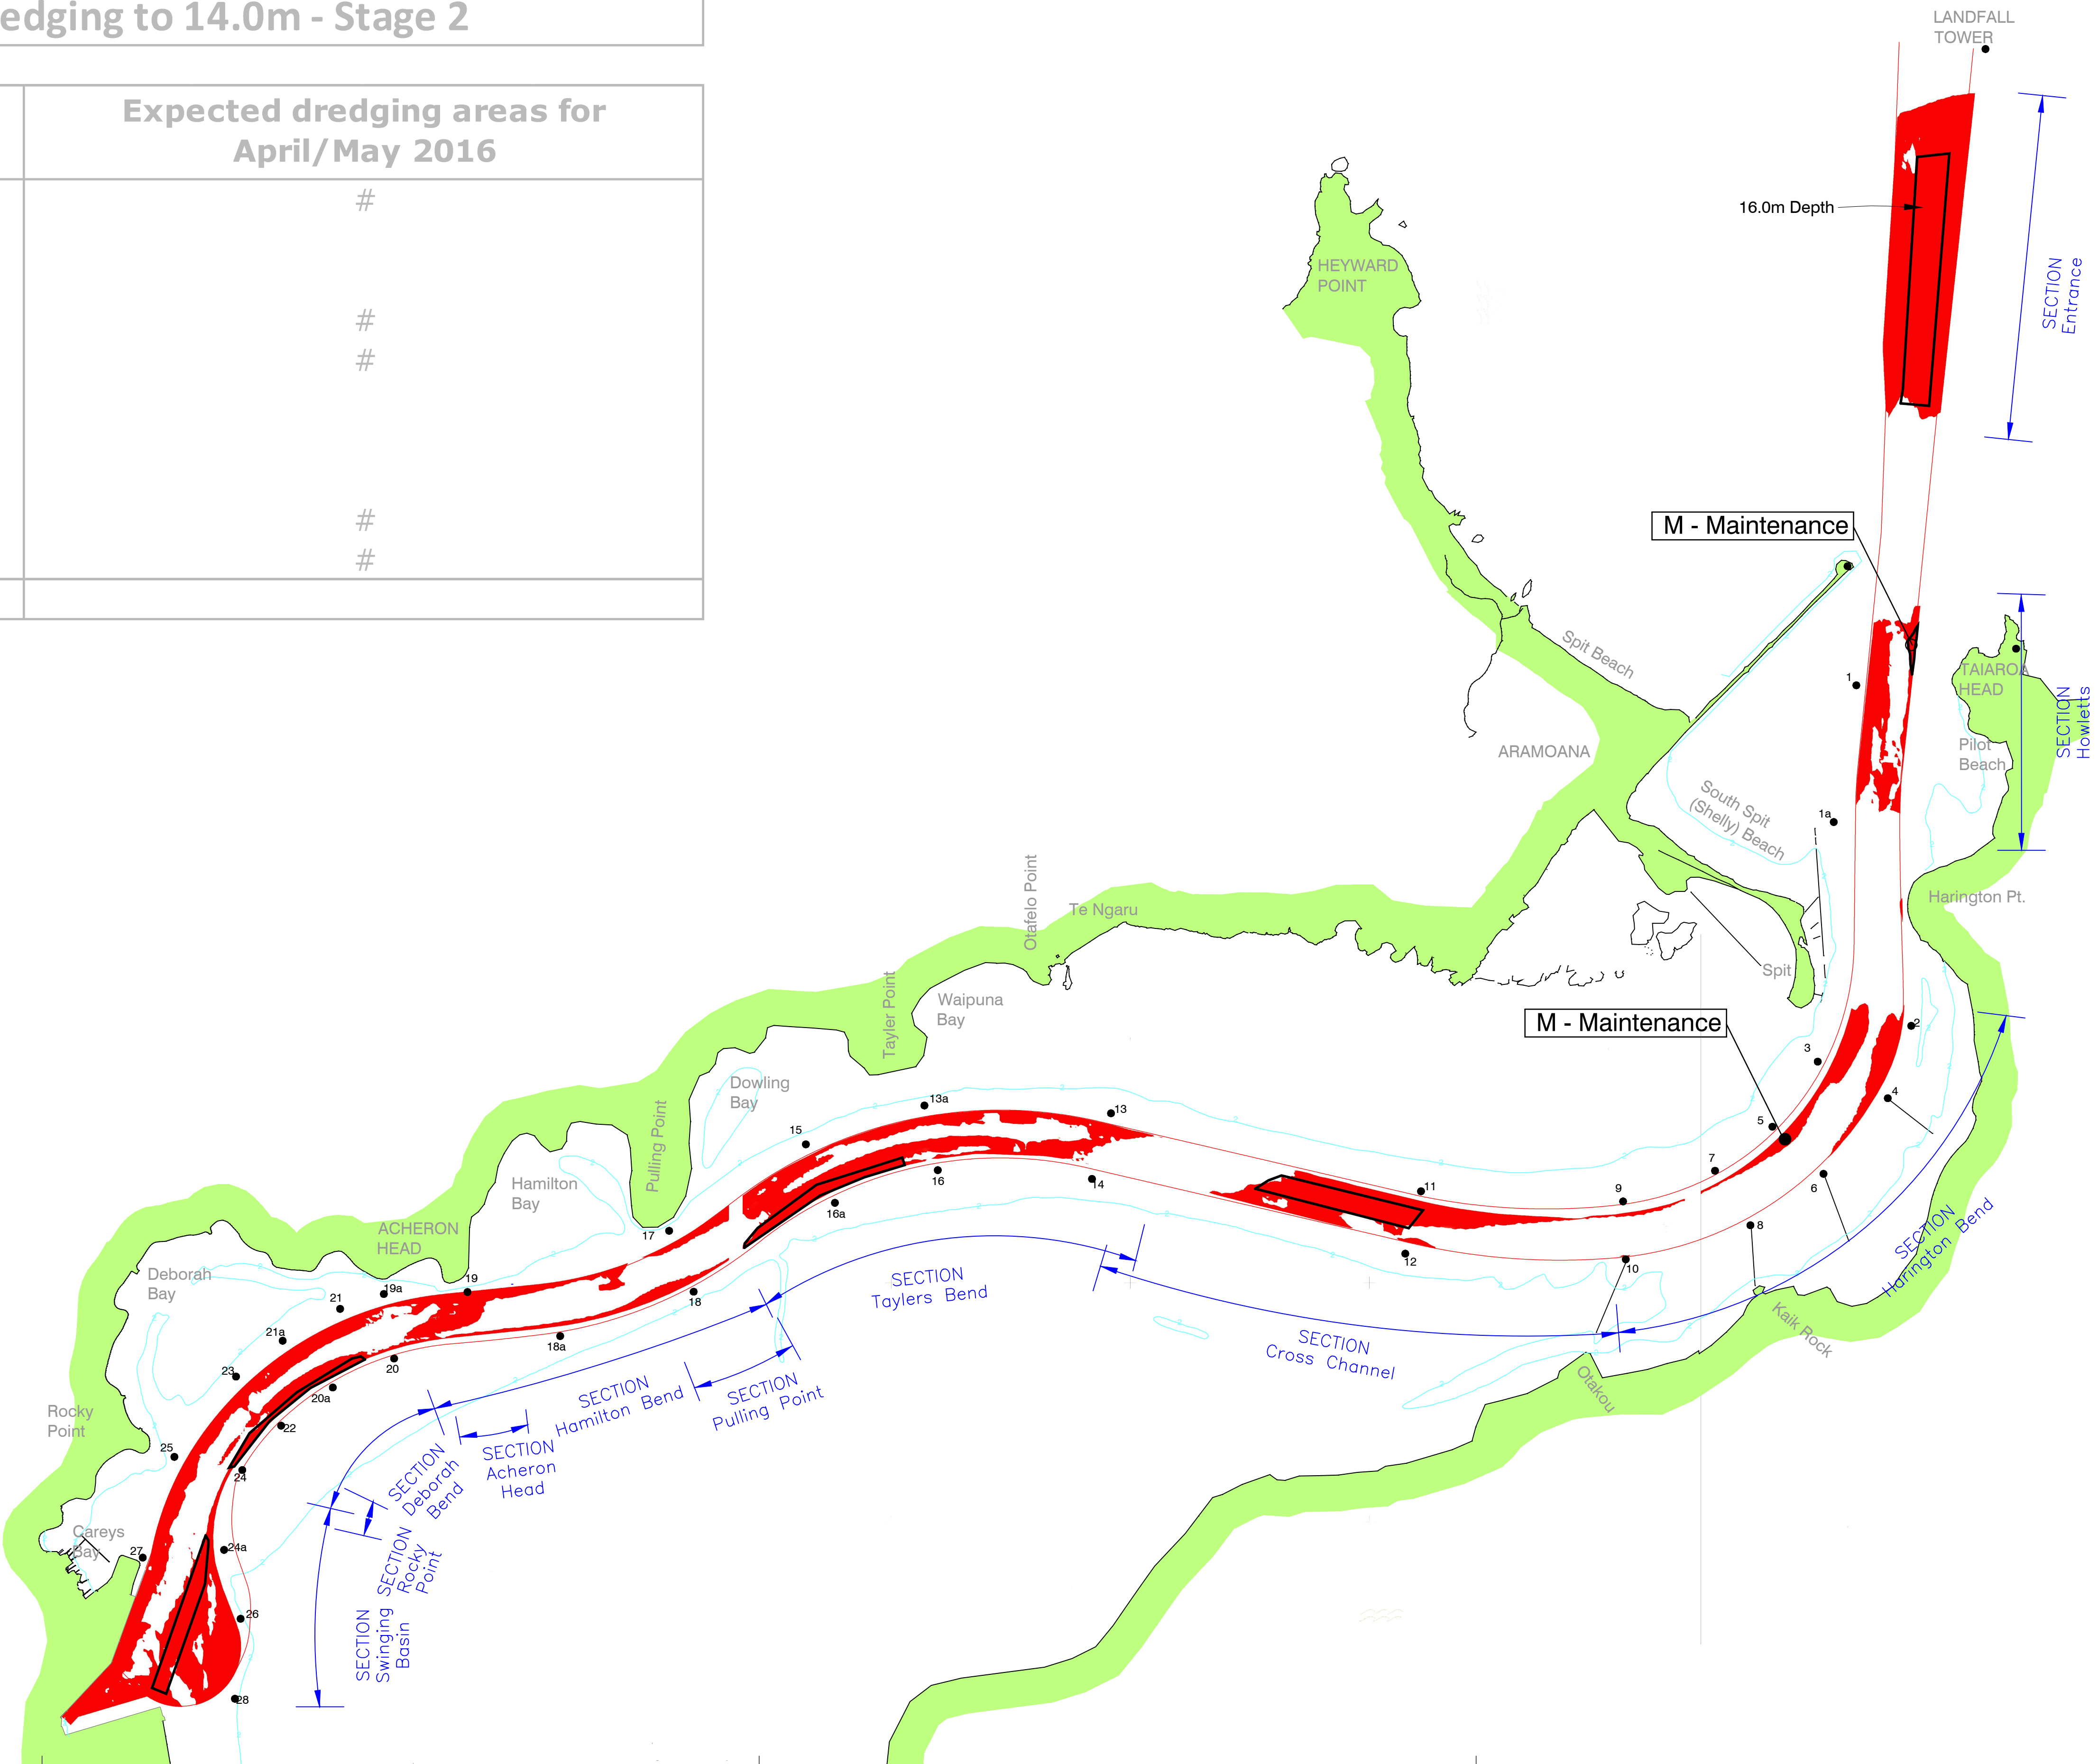 edging to 14.0m - Stage 2
Expected dredging areas for
April/May 2016
#
#
#
#
#
LANDFALL
TOWER
16.0m Depth
SECTION
Entrance
HEYWARD
POINT
M - Maintenance
Spit Beach
1
TAIAROA
HEAD
SECTION
Howletts
ARAMOANA
Pilot
Beach
South Spit
(Shelly) Beach
1a
Harington Pt.
Otafelo Point
Te Ngaru
Spit
Tayler Point
Waipuna
Bay
M - Maintenance
2
3
4
5
6
7
8
9
10
11
12
13
13a
14
15
16
16a
17
18
18a
19
19a
20
20a
21
21a
22
23
24
24a
25
26
27
28
Dowling
Bay
Pulling Point
Hamilton
Bay
ACHERON
HEAD
Deborah
Bay
Rocky
Point
Careys
Bay
SECTION
Harington Bend
Kaik Rock
Otakou
SECTION
Taylers Bend
SECTION
Cross Channel
SECTION
Pulling Point
SECTION
Hamilton Bend
SECTION
Acheron
Head
SECTION
Deborah
Bend
SECTION
Rocky
Point
SECTION
Swinging
Basin